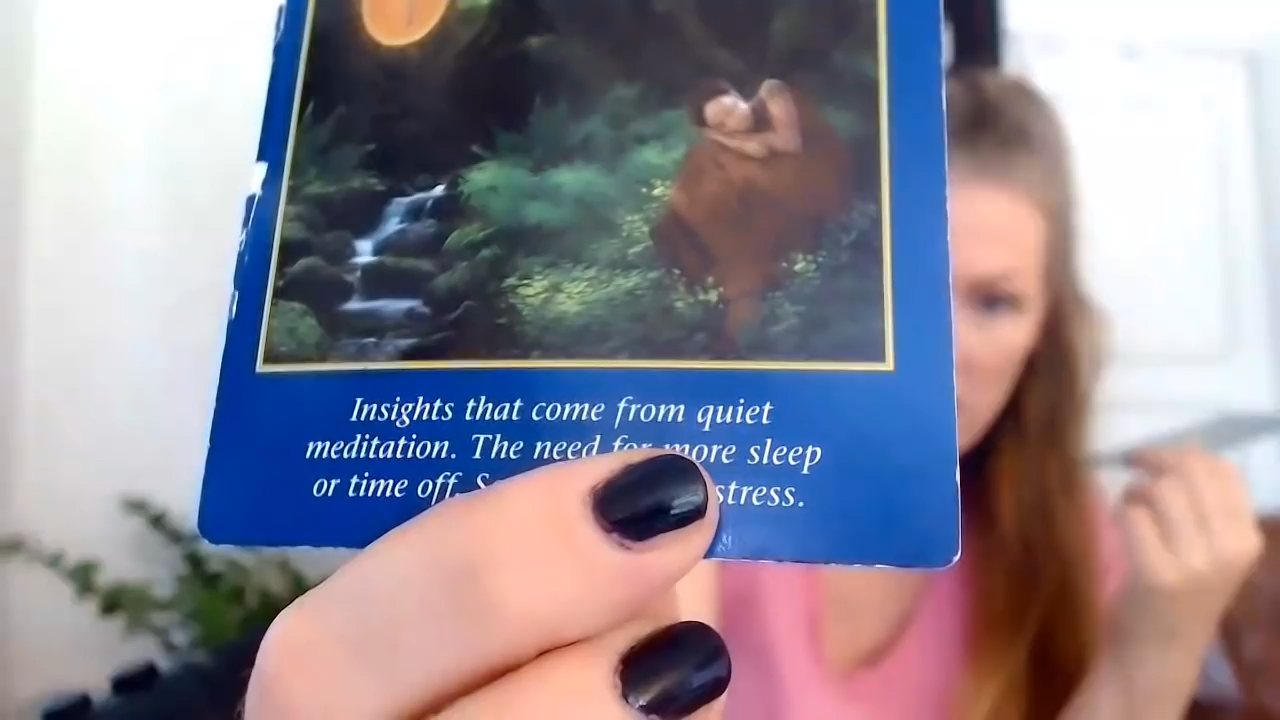 Insights that come from quiet
meditation. The need for more sleep
or time off. stress.